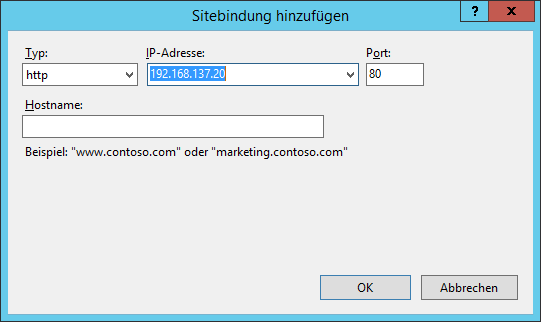 Sitebindung hinzufügen
?
Typ: IP-Adresse: Port:
http 192.168.137.20 80
Hostname:
Beispiel: "www.contoso.com" oder "marketing.contoso.com"
OK Abbrechen